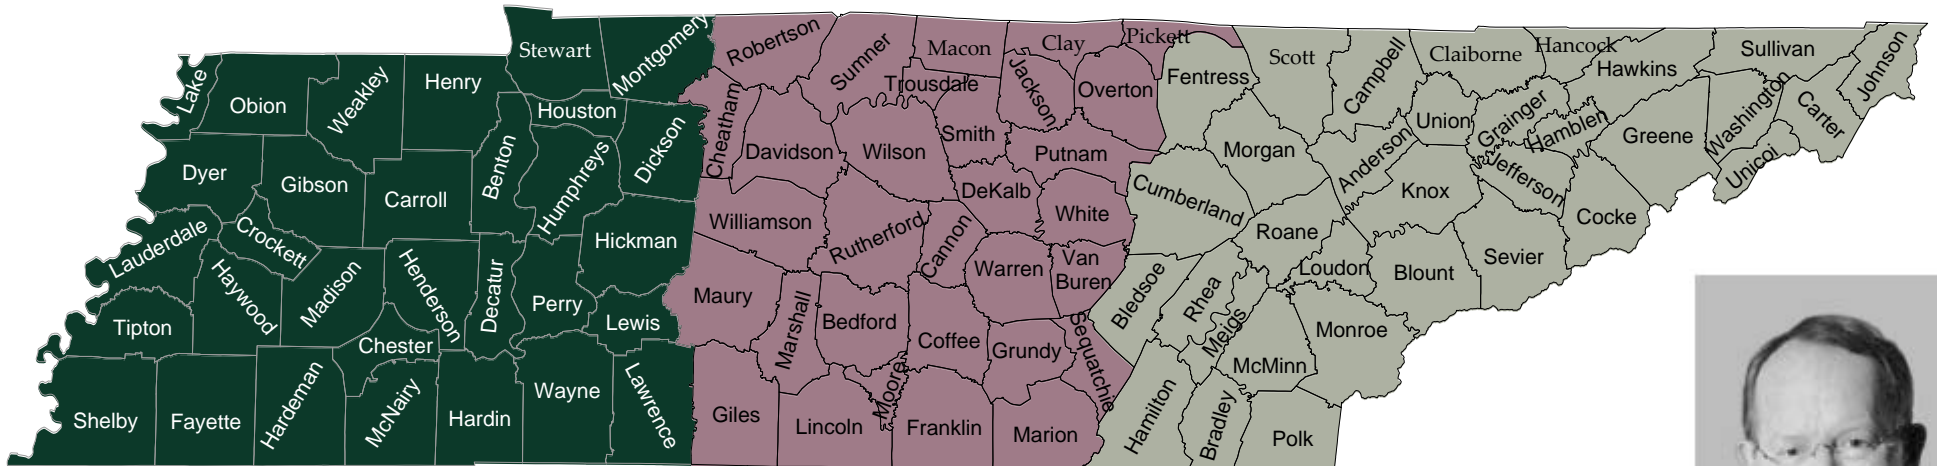 Lake
Obion
Weakley
Henry
Stewart
Montgomery
Robertson
Sumner
Macon
Clay
Pickett
Fentress
Scott
Campbell
Claiborne
Hancock
Hawkins
Sullivan
Johnson
Houston
Dickson
Cheatham
Trousdale
Jackson
Overton
Union
Grainger
Hamblen
Greene
Washington
Carter
Unicoi
Dyer
Gibson
Carroll
Benton
Humphreys
Davidson
Wilson
Smith
Putnam
Morgan
Anderson
Knox
Jefferson
Cocke
Lauderdale
Crockett
Haywood
Madison
Henderson
Decatur
Perry
Hickman
Williamson
Rutherford
Cannon
DeKalb
White
Cumberland
Roane
Loudon
Blount
Sevier
Tipton
Chester
Lewis
Maury
Marshall
Bedford
Coffee
Warren
Van
Buren
Grundy
Sequatchie
Bledsoe
Rhea
Meigs
McMinn
Monroe
Shelby
Fayette
Hardeman
McNairy
Hardin
Wayne
Lawrence
Giles
Lincoln
Moore
Franklin
Marion
Hamilton
Bradley
Polk